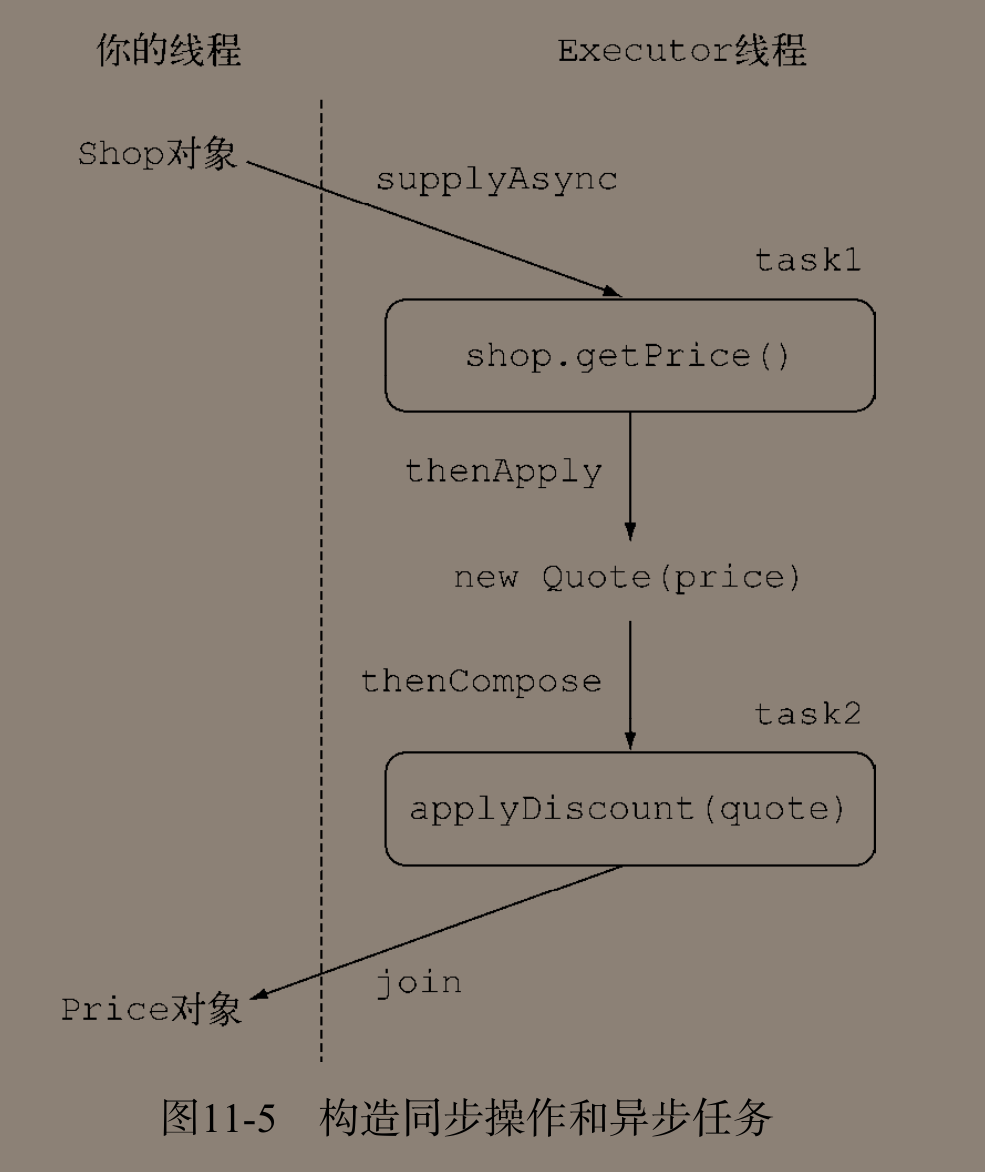 你的线程
Executor线程
Shop对象
supplyAsync
task1
shop.getPrice()
thenApply
new Quote(price)
thenCompose
task2
applyDiscount(quote)
join
Price对象
图11-5 构造同步操作和异步任务